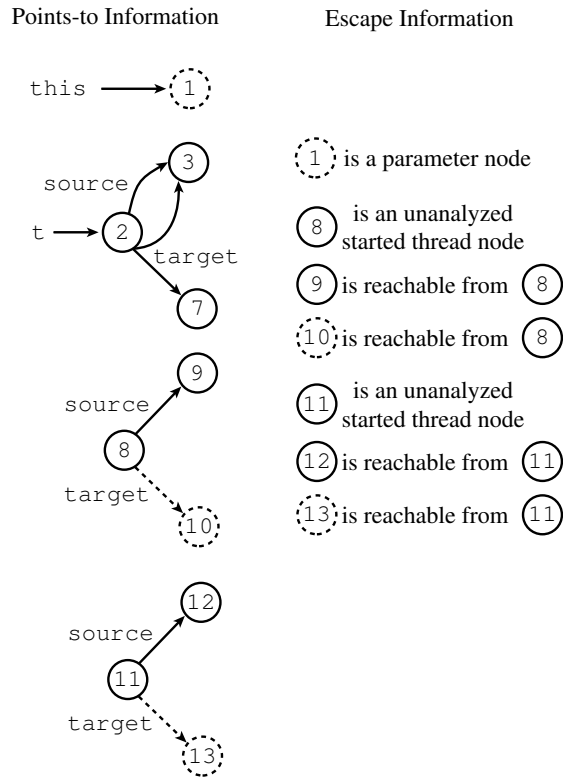 Points-to Information
this
1
3
source
t
2
target
7
9
source
8
target
10
12
source
11
target
13
Escape Information
1 is a parameter node
8 is an unanalyzed
started thread node
9 is reachable from 8
10 is reachable from 8
11 is an unanalyzed
started thread node
12 is reachable from 11
13 is reachable from 11